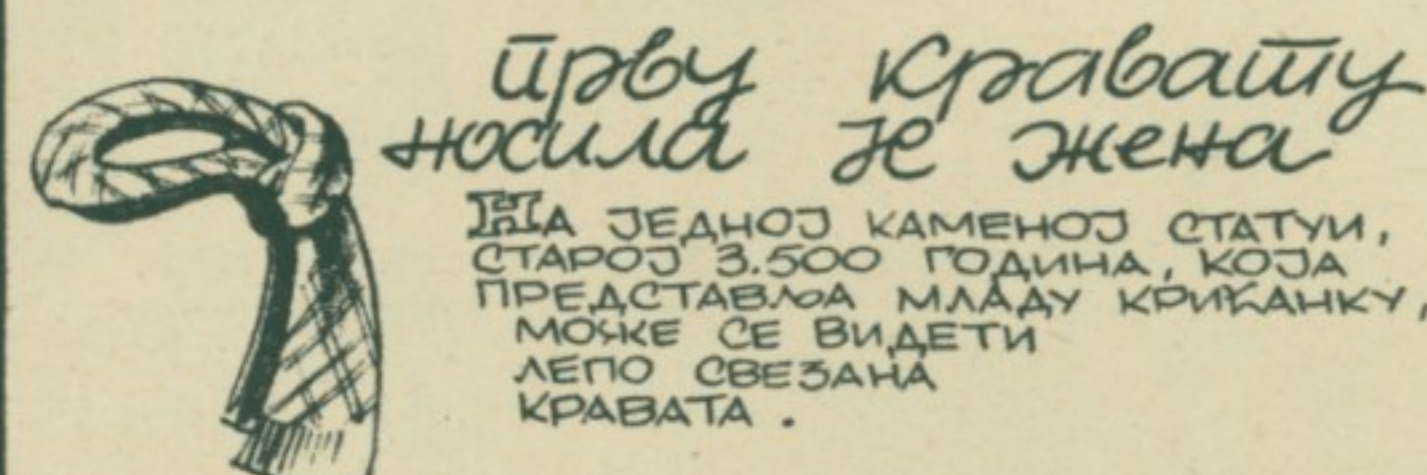 прву кравату
носила је жена
НА ЈЕДНОЈ КАМЕНОЈ СТАТУИ,
СТАРОЈ 3.500 ГОДИНА, КОЈА
ПРЕДСТАВЉА МЛАДУ КРИЋАНКУ,
МОЖЕ СЕ ВИДЕТИ
ЛЕПО СВЕЗАНА
КРАВАТА.